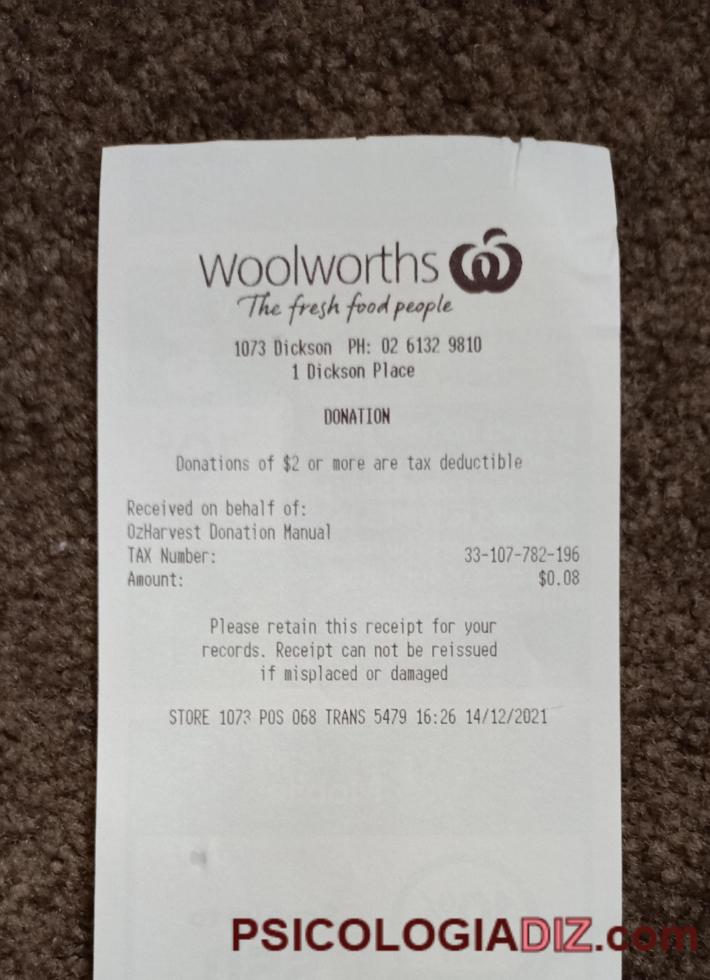 Woolworths
The fresh food people
1073 Dickson PH: 02 6132 9810
1 Dickson Place
DONATION
Donations of $2 or more are tax deductible
Received on behalf of:
OzHarvest Donation Manual
TAX Number: 33-107-782-196
Amount: $0.08
Please retain this receipt for your
records. Receipt can not be reissued
if misplaced or damaged
STORE 1073 POS 068 TRANS 5479 16:26 14/12/2021
PSICOLOGIADIZ.com